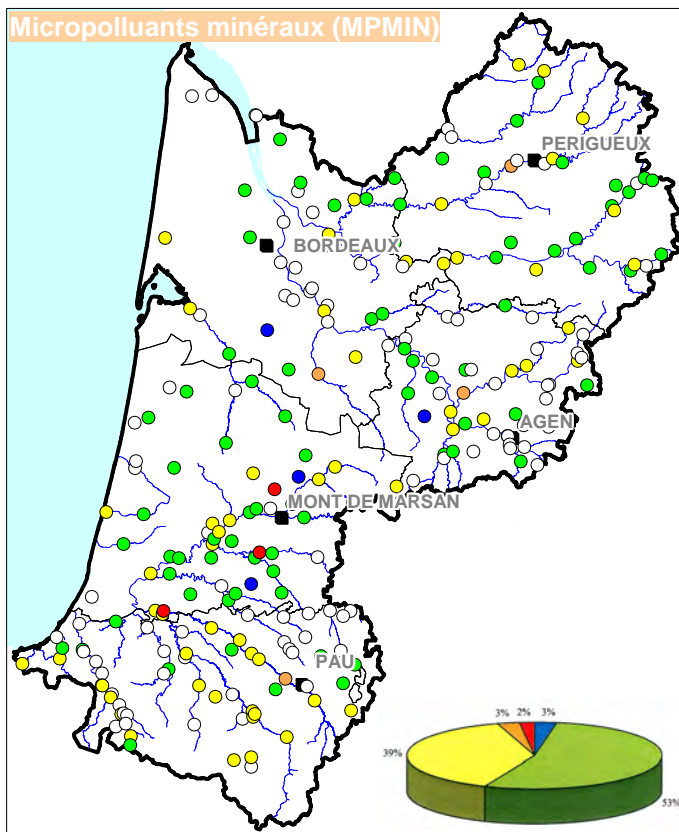 Micropolluants minéraux (MPMIN)
PERIGUEUX
BORDEAUX
AGEN
MONT DE MARSAN
PAU
3% 2% 3%
39%
53%